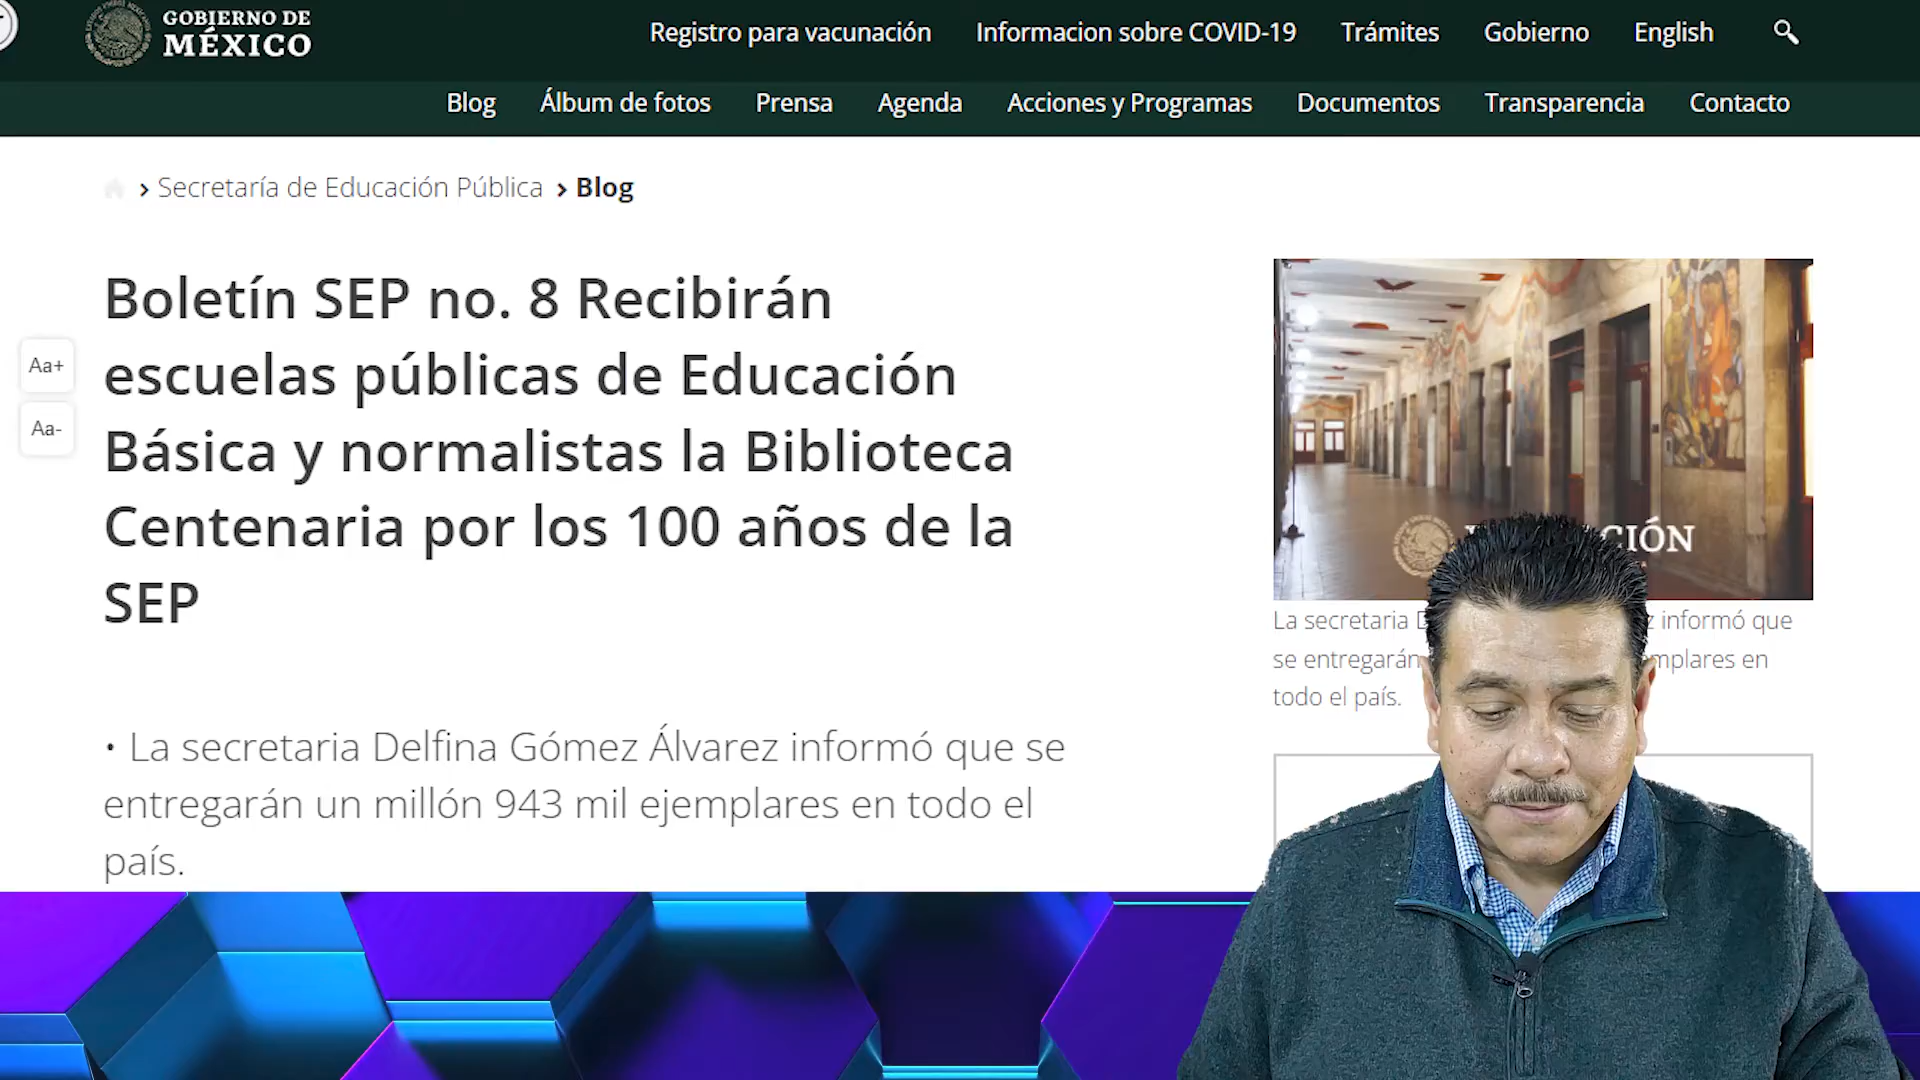 GOBIERNO DE
MÉXICO
Registro para vacunación Informacion sobre COVID-19 Trámites Gobierno English
Blog Álbum de fotos Prensa Agenda Acciones y Programas Documentos Transparencia Contacto
Secretaría de Educación Pública > Blog
Boletín SEP no. 8 Recibirán
escuelas públicas de Educación
Básica y normalistas la Biblioteca
Centenaria por los 100 años de la
SEP
Aa+
Aa-
• La secretaria Delfina Gómez Álvarez informó que se
entregarán un millón 943 mil ejemplares en todo el
país.
La secretaria informó que
se entregarán en
todo el país.